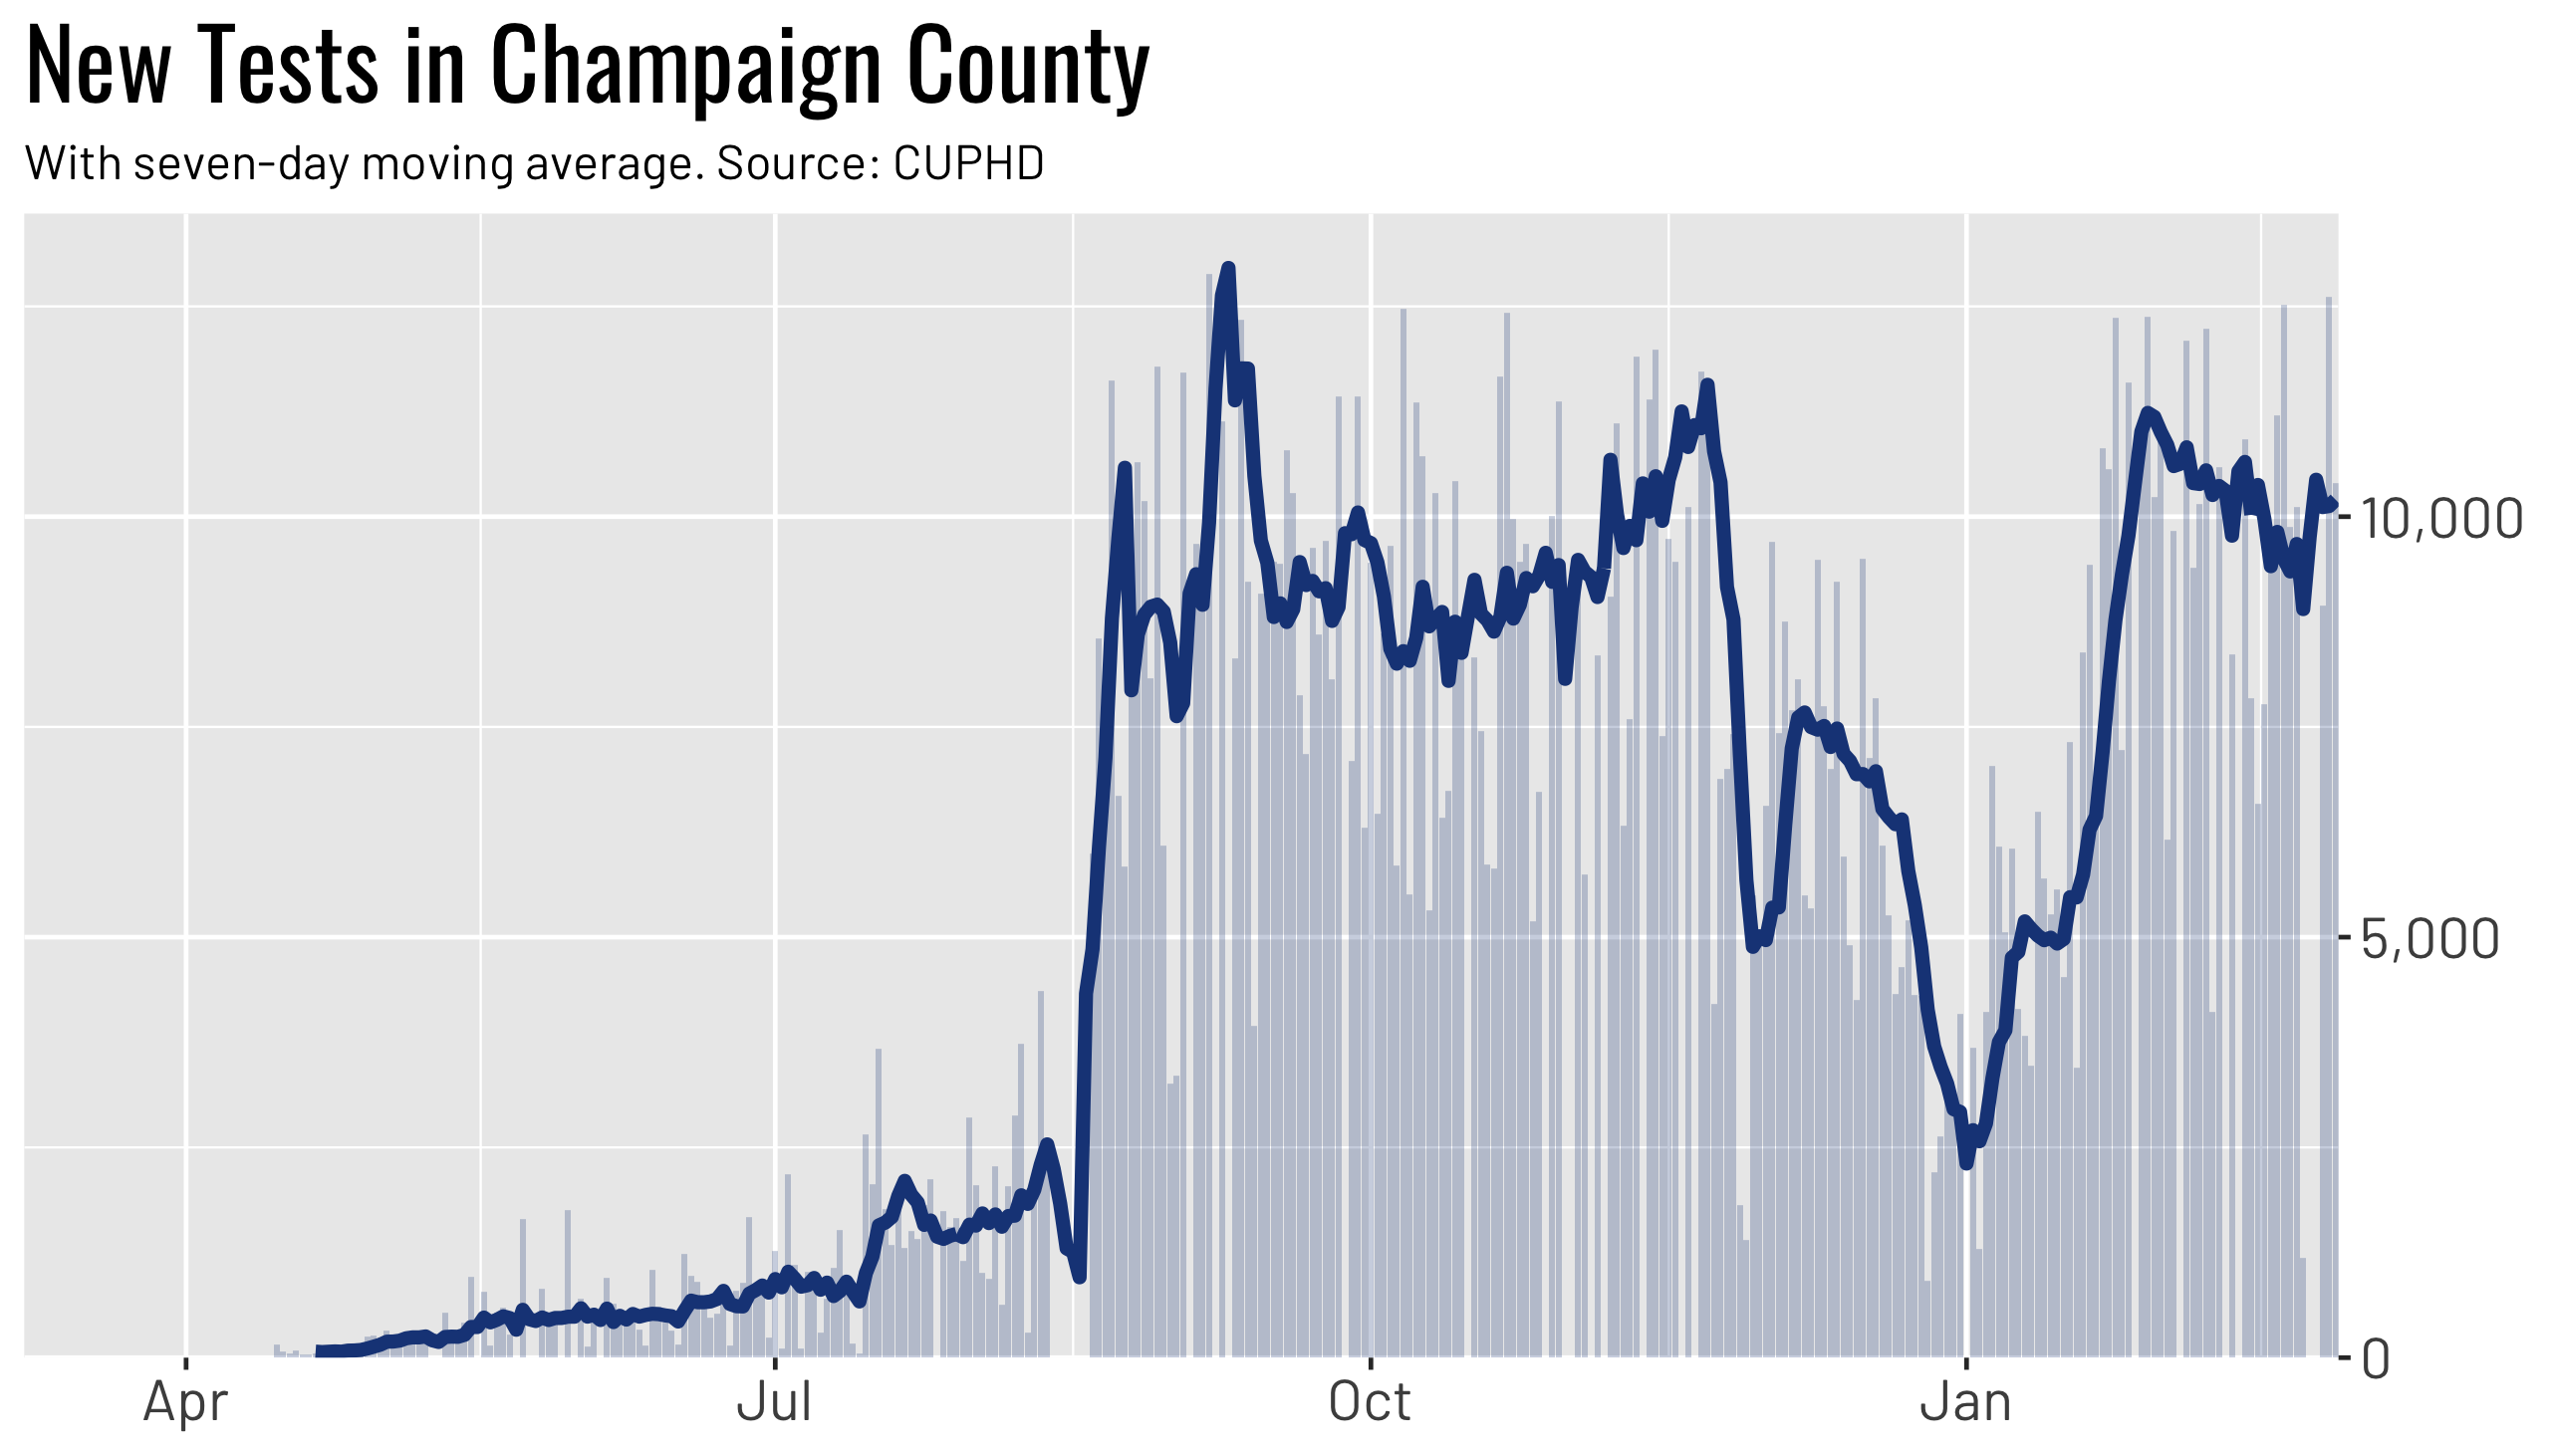 New Tests in Champaign County
With seven-day moving average. Source: CUPHD
10,000
5,000
0
Apr Jul Oct Jan